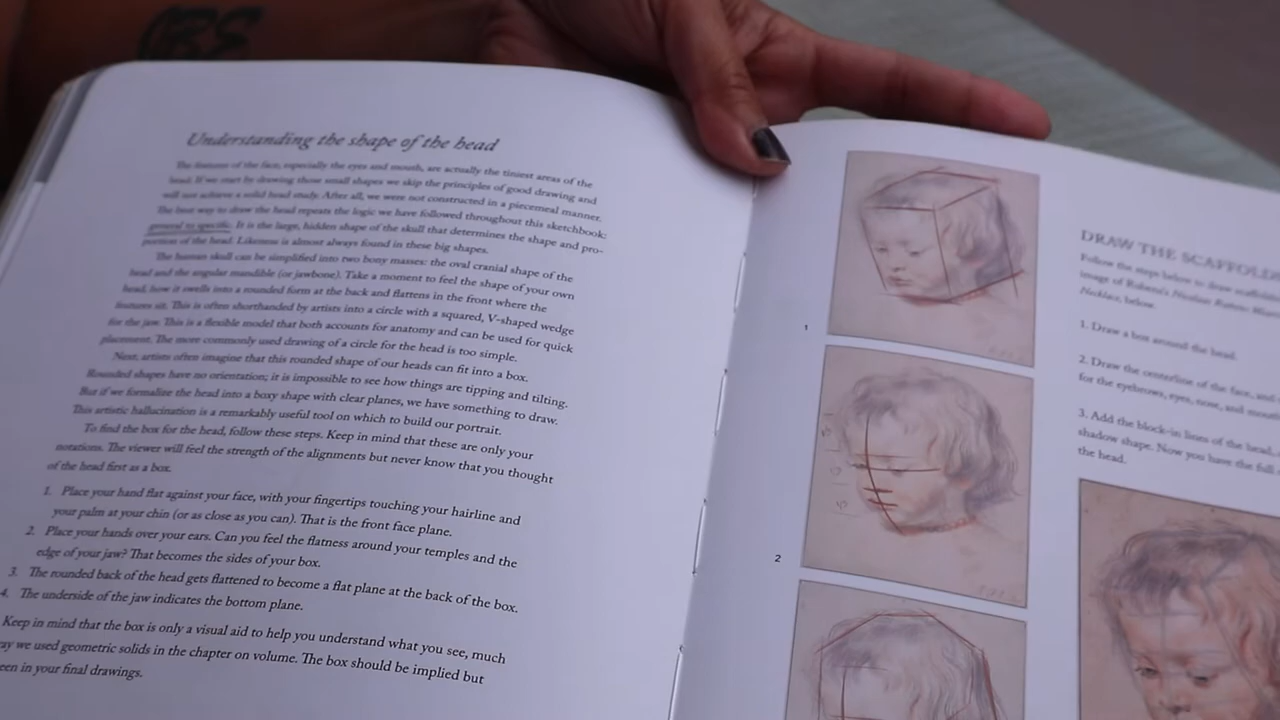 Understanding the shape of the head
The features of the face, especially the eyes and mouth, are actually the tiniest areas of the
head. If we start by drawing those small shapes we skip the principles of good drawing and
will not achieve a solid head study. After all, we were not constructed in a piecemeal manner.
The best way to draw the head repeats the logic we have followed throughout this sketchbook:
general to specific. It is the large, hidden shape of the skull that determines the shape and pro-
portion of the head. Likeness is almost always found in these big shapes.
The human skull can be simplified into two bony masses: the oval cranial shape of the
head and the angular mandible (or jawbone). Take a moment to feel the shape of your own
head, how it swells into a rounded form at the back and flattens in the front where the
features sit. This is often shorthanded by artists into a circle with a squared, V-shaped wedge
for the jaw. This is a flexible model that both accounts for anatomy and can be used for quick
placement. The more commonly used drawing of a circle for the head is too simple.
Next, artists often imagine that this rounded shape of our heads can fit into a box.
Rounded shapes have no orientation; it is impossible to see how things are tipping and tilting.
But if we formalize the head into a boxy shape with clear planes, we have something to draw.
This artistic hallucination is a remarkably useful tool on which to build our portrait.
To find the box for the head, follow these steps. Keep in mind that these are only your
notations. The viewer will feel the strength of the alignments but never know that you thought
of the head first as a box.
1. Place your hand flat against your face, with your fingertips touching your hairline and
your palm at your chin (or as close as you can). That is the front face plane.
2. Place your hands over your ears. Can you feel the flatness around your temples and the
edge of your jaw? That becomes the sides of your box.
3. The rounded back of the head gets flattened to become a flat plane at the back of the box.
4. The underside of the jaw indicates the bottom plane.
Keep in mind that the box is only a visual aid to help you understand what you see, much
ay we used geometric solids in the chapter on volume. The box should be implied but
een in your final drawings.
1
2
DRAW THE SCAFFOLD
Follow the steps below to draw
image of Rubens's Nicolaas Rubens
Necklace, below.
1. Draw a box around the head.
2. Draw the centerline of the face, and
for the eyebrows, eyes, nose, and mouth
3. Add the block-in lines of the head,
shadow shape. Now you have the full
the head.